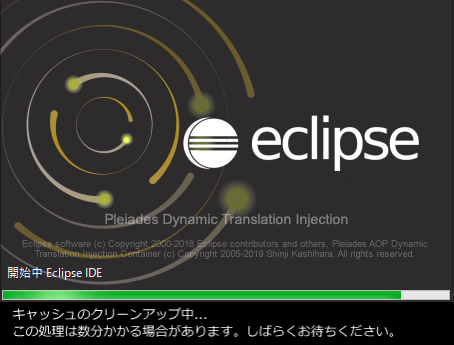 eclipse
Pleiades Dynamic Translation Injection
Eclipse software (c) Copyright 2000-2018 Eclipse contributors and others, Pleiades AOP Dynamic
Translation Injection Container (c) Copyright 2005-2019 Shinji Kashihara, All rights reserved.
開始中 Eclipse IDE
キャッシュのクリーンアップ中...
この処理は数分かかる場合があります。しばらくお待ちください。